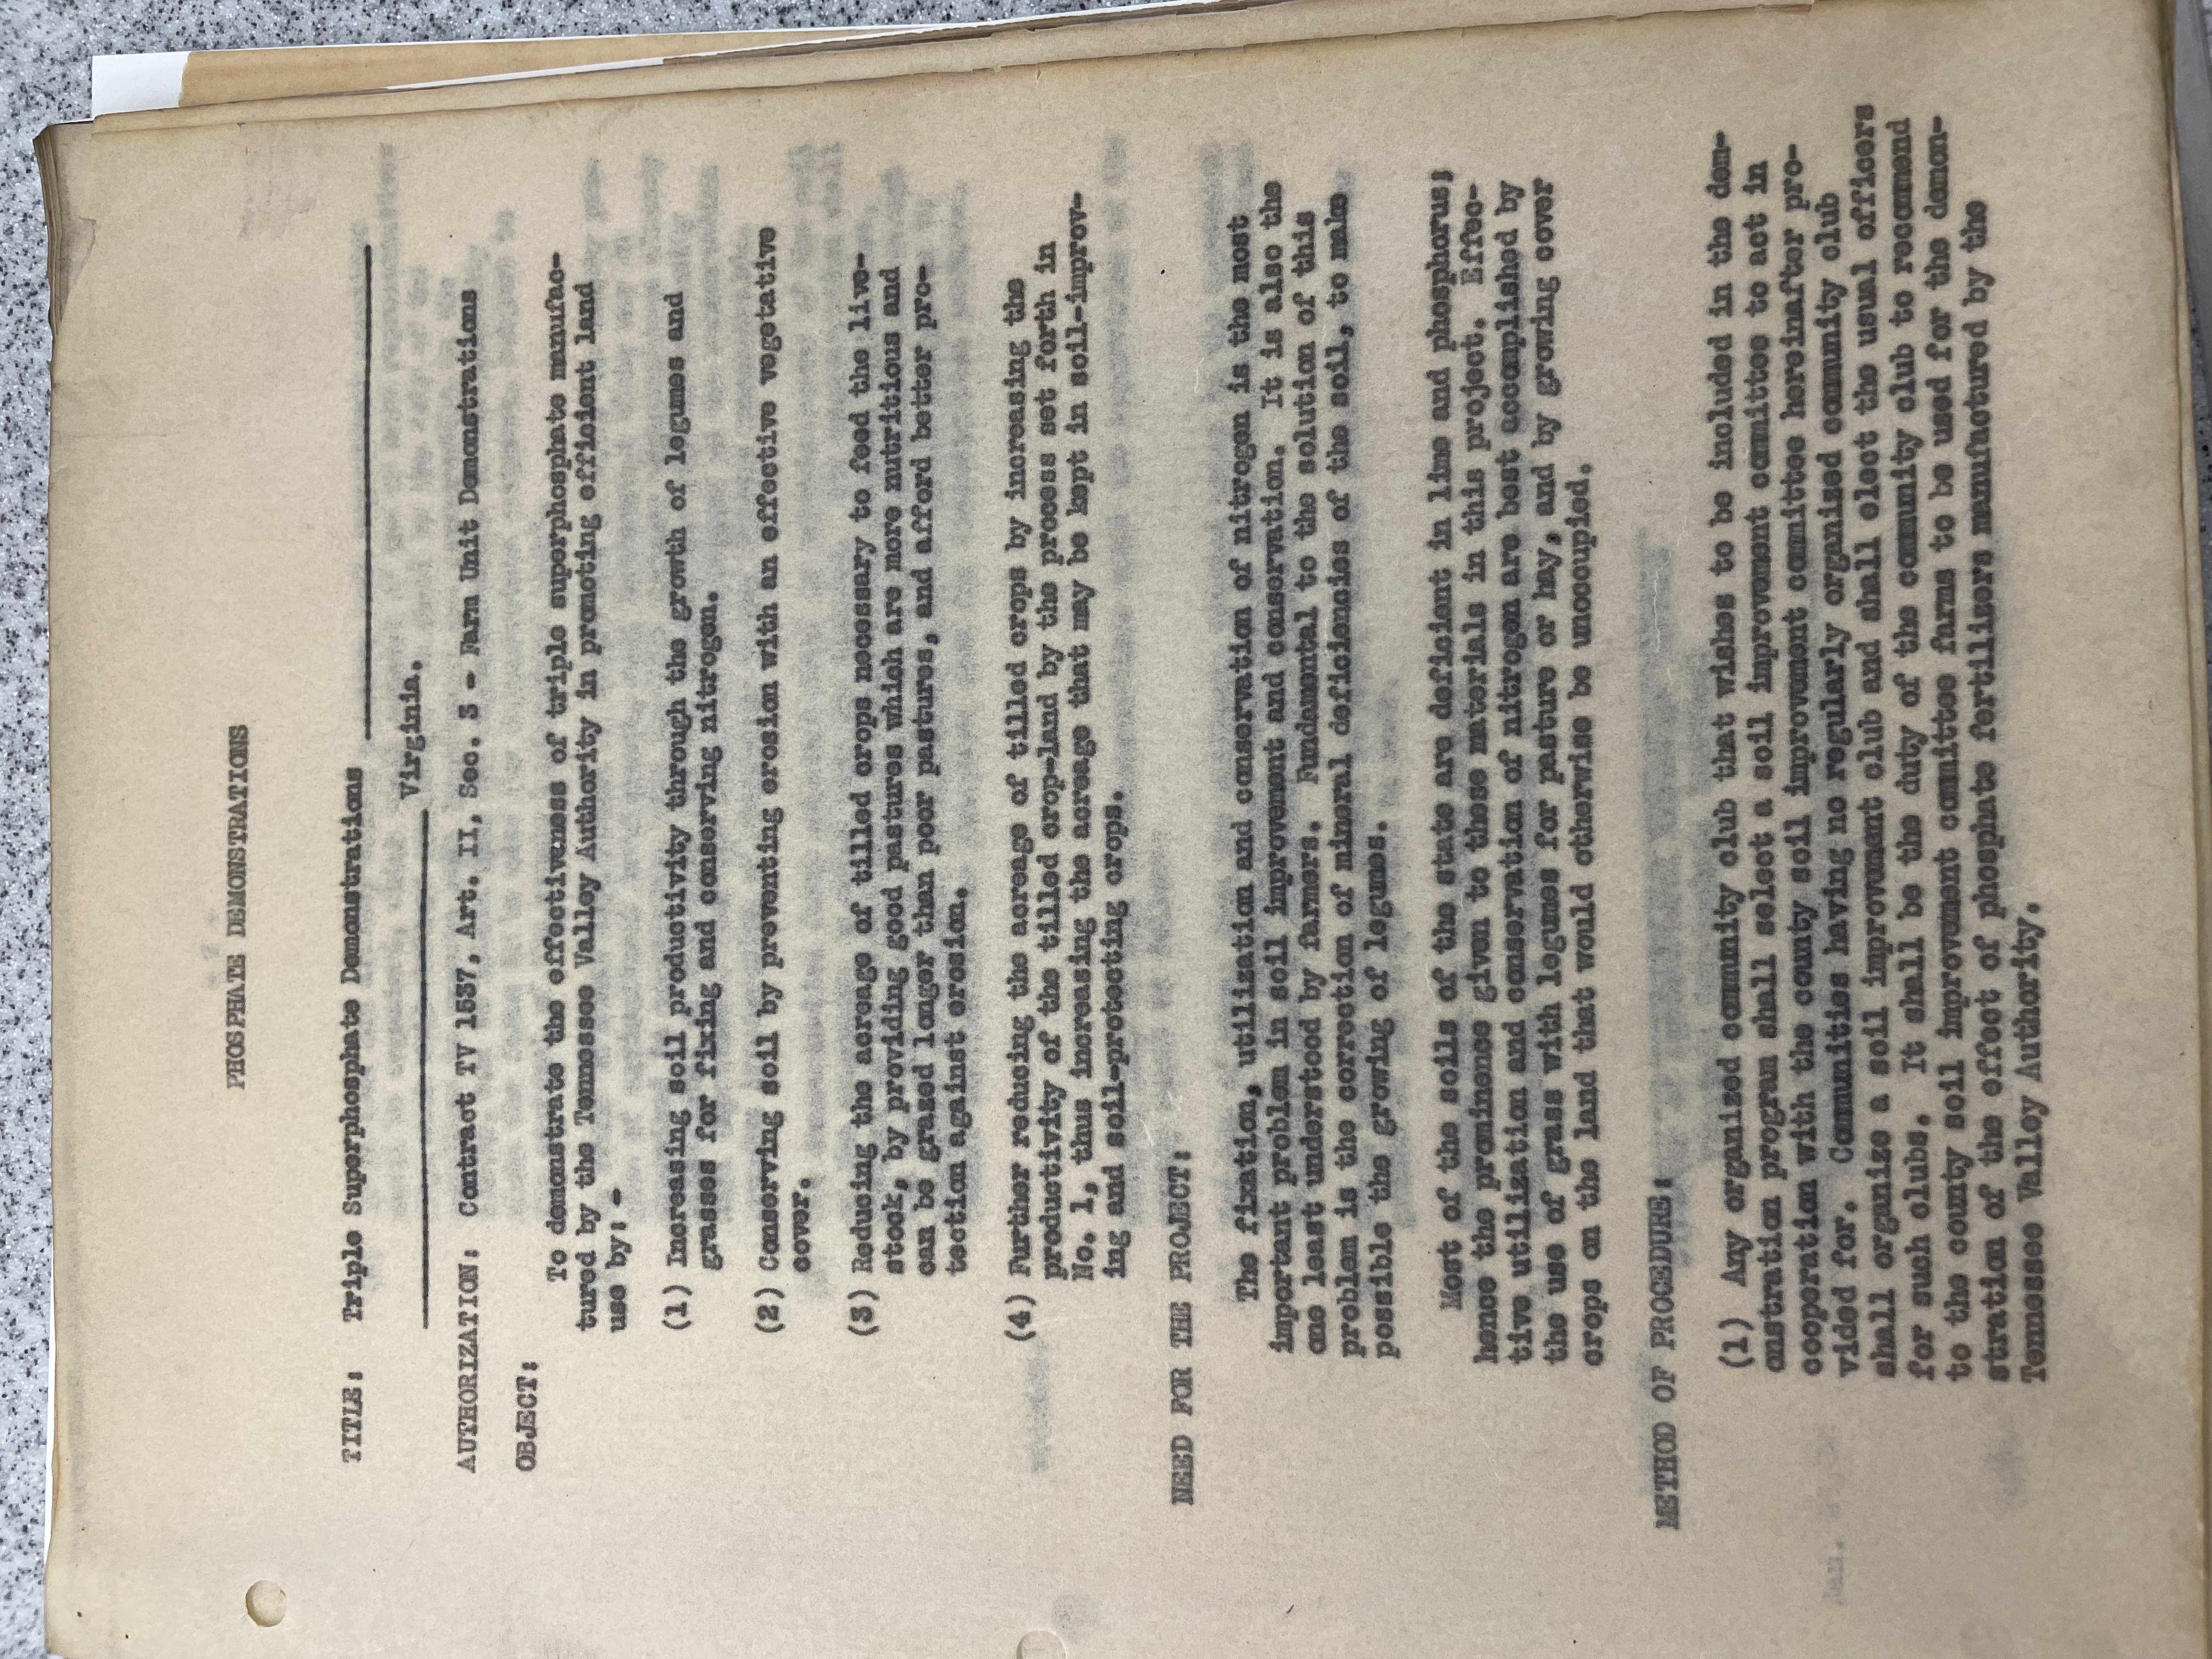 PHOSPHATE DEMONSTRATIONS
TITLE: Triple Superphosphate Demonstrations
Virginia.
AUTHORIZATION: Contract TV 1537, Art. II, Sec. 3 - Farm Unit Demonstrations
OBJECT:
To demonstrate the effectiveness of triple superphosphate manufac-
tured by the Tennessee Valley Authority in promoting efficient land
use by: -
(1) Increasing soil productivity through the growth of legumes and
grasses for fixing and conserving nitrogen.
(2) Conserving soil by preventing erosion with an effective vegetative
cover.
(3) Reducing the acreage of tilled crops necessary to feed the live-
stock, by providing good pastures which are more nutritious and
can be grazed longer than poor pastures, and afford better pro-
tection against erosion.
(4) Further reducing the acreage of tilled crops by increasing the
productivity of the tilled crop-land by the process set forth in
No. 1, thus increasing the acreage that may be kept in soil-improv-
ing and soil-protecting crops.
NEED FOR THE PROJECT:
The fixation, utilization and conservation of nitrogen is the most
important problem in soil improvement and conservation. It is also the
one least understood by farmers. Fundamental to the solution of this
problem is the correction of mineral deficiencies of the soil, to make
possible the growing of legumes.
Most of the soils of the state are deficient in lime and phosphorus;
hence the prominence given to these materials in this project. Effec-
tive utilization and conservation of nitrogen are best accomplished by
the use of grass with legumes for pasture or hay, and by growing cover
crops on the land that would otherwise be unoccupied.
METHOD OF PROCEDURE:
(1) Any organized community club that wishes to be included in the dem-
onstration program shall select a soil improvement committee to act in
cooperation with the county soil improvement committee hereinafter pro-
vided for. Communities having no regularly organized community club
shall organize a soil improvement club and shall elect the usual officers
for such clubs. It shall be the duty of the community club to recommend
to the county soil improvement committee farms to be used for the demon-
stration of the effect of phosphate fertilizers manufactured by the
Tennessee Valley Authority.